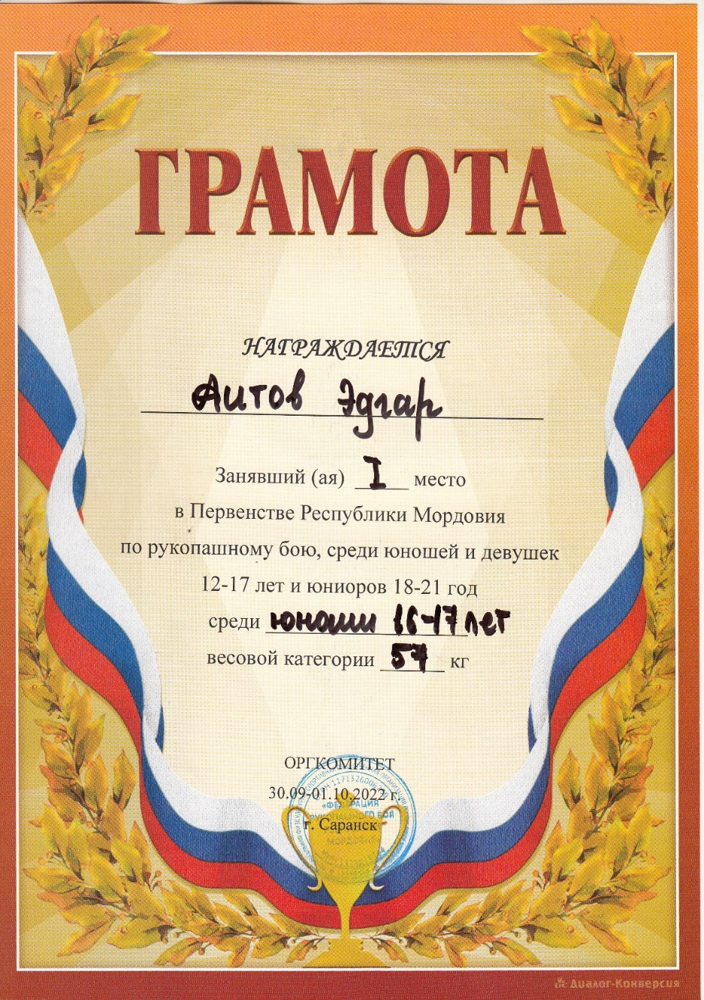 ГРАМОТА
НАГРАЖДАЕТСЯ
Аитов Эдгар
Занявший (ая) I место
в Первенстве Республики Мордовия
по рукопашному бою, среди юношей и девушек
12-17 лет и юниоров 18-21 год
среди юноши 16-17 лет
весовой категории 57 кг
ОРГКОМИТЕТ
30.09-01.10.2022 г.
«ФЕДЕРАЦИЯ
РУКОПАШНОГО БОЯ
г. Саранск
Диалог-Конверсия